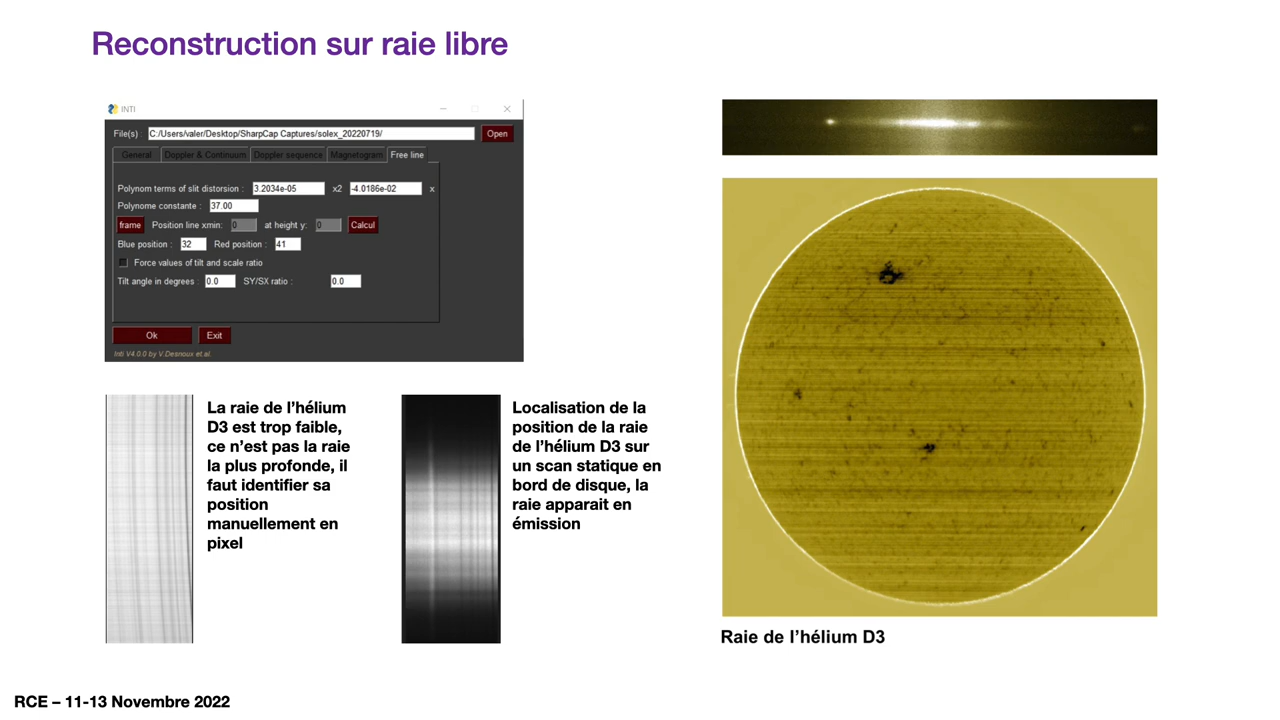 Reconstruction sur raie libre
INTI
File(s) : C:/Users/valer/Desktop/SharpCap Captures/solex_20220719/ Open
General Doppler & Continuum Doppler sequence Magnetogram Free line
Polynom terms of slit distorsion : 3.2034e-05 x2 -4.0186e-02 x
Polynome constante : 37.00
frame Position line xmin: 0 at height y: 0 Calcul
Blue position : 32 Red position : 41
Force values of tilt and scale ratio
Tilt angle in degrees : 0.0 SY/SX ratio : 0.0
Ok Exit
Inti V4.0.0 by V.Desnoux et.al.
La raie de l’hélium
D3 est trop faible,
ce n’est pas la raie
la plus profonde, il
faut identifier sa
position
manuellement en
pixel
Localisation de la
position de la raie
de l’hélium D3 sur
un scan statique en
bord de disque, la
raie apparait en
émission
Raie de l’hélium D3
RCE – 11-13 Novembre 2022